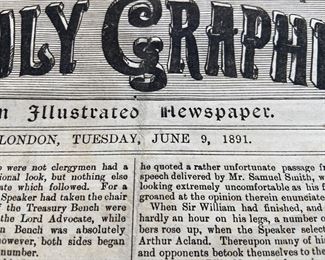 ILY GRAPHI
n Illustrated Newspaper.
LONDON, TUESDAY, JUNE 9, 1891.
o were not clergymen had a
ional look, but nothing else
ate which followed. For a
Speaker had taken the chair
of the Treasury Bench were
the Lord Advocate, while
n Bench was absolutely
owever, both sides began
number.
he quoted a rather unfortunate passage f
speech delivered by Mr. Samuel Smith, w
looking extremely uncomfortable as his f
groaned at the opinion therein enunciate
When Sir William had finished, and
hardly an hour on his legs, a number o
bers rose up, when the Speaker select
Arthur Acland. Thereupon many of hi
and opponents betook themselves to the